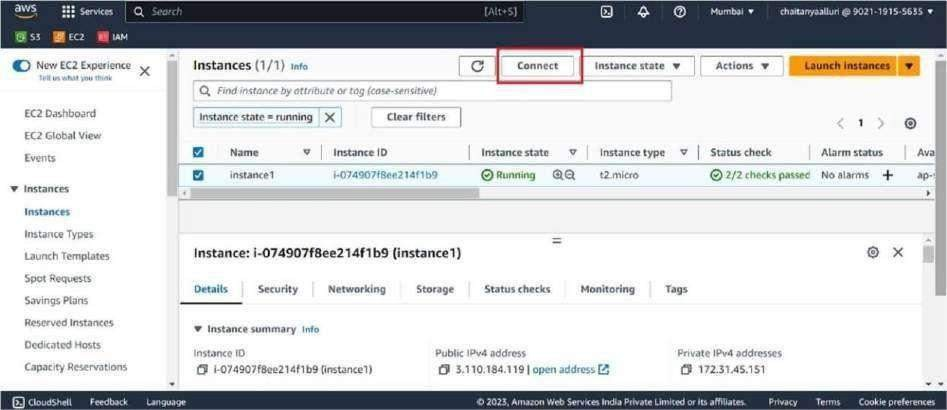 aws Services Search [Alt+S] Mumbai chaitanyaalluri @ 9021-1915-5635
S3 EC2 IAM
New EC2 Experience
Tell us what you think
EC2 Dashboard
EC2 Global View
Events
Instances
Instances
Instance Types
Launch Templates
Spot Requests
Savings Plans
Reserved Instances
Dedicated Hosts
Capacity Reservations
Instances (1/1) Info Connect Instance state Actions Launch instances
Find instance by attribute or tag (case-sensitive)
Instance state = running Clear filters
1
Name Instance ID Instance state Instance type Status check Alarm status Ava
instance1 i-074907f8ee214f1b9 Running t2.micro 2/2 checks passed No alarms + ap-s
Instance: i-074907f8ee214f1b9 (instance1)
Details Security Networking Storage Status checks Monitoring Tags
Instance summary Info
Instance ID Public IPv4 address Private IPv4 addresses
i-074907f8ee214f1b9 (instance1) 3.110.184.119 | open address 172.31.45.151
CloudShell Feedback Language © 2023, Amazon Web Services India Private Limited or its affiliates. Privacy Terms Cookie preferences